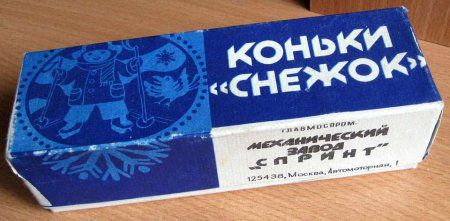 КОНЬКИ
«СНЕЖОК»
ГЛАВМОСПРОМ
МЕХАНИЧЕСКИЙ
ЗАВОД
"СПРИНТ"
125438, Москва, Автомоторная, 1